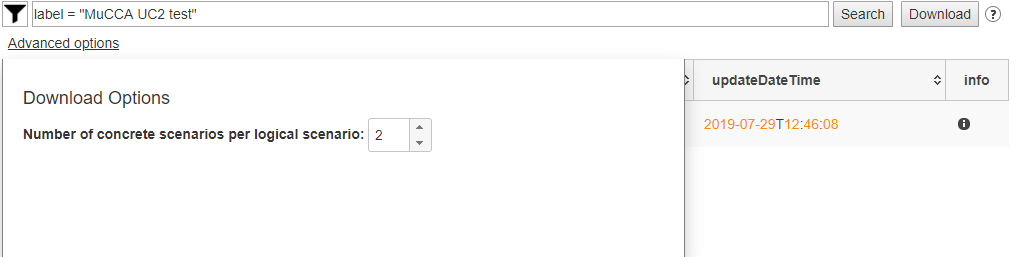 label = "MuCCA UC2 test" Search Download ?
Advanced options
updateDateTime info
Download Options
Number of concrete scenarios per logical scenario: 2
2019-07-29T12:46:08